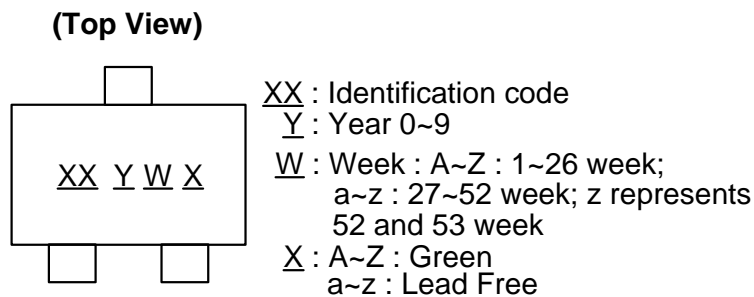 (Top View)
XX : Identification code
Y : Year 0~9
XX Y W X
W : Week : A~Z : 1~26 week;
a~z : 27~52 week; z represents
52 and 53 week
X : A~Z : Green
a~z : Lead Free